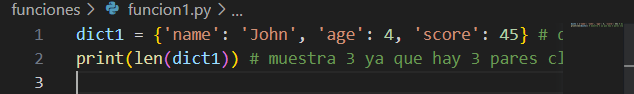 funciones > funcion1.py > ...
1 dict1 = {'name': 'John', 'age': 4, 'score': 45} #
2 print(len(dict1)) # muestra 3 ya que hay 3 pares
3